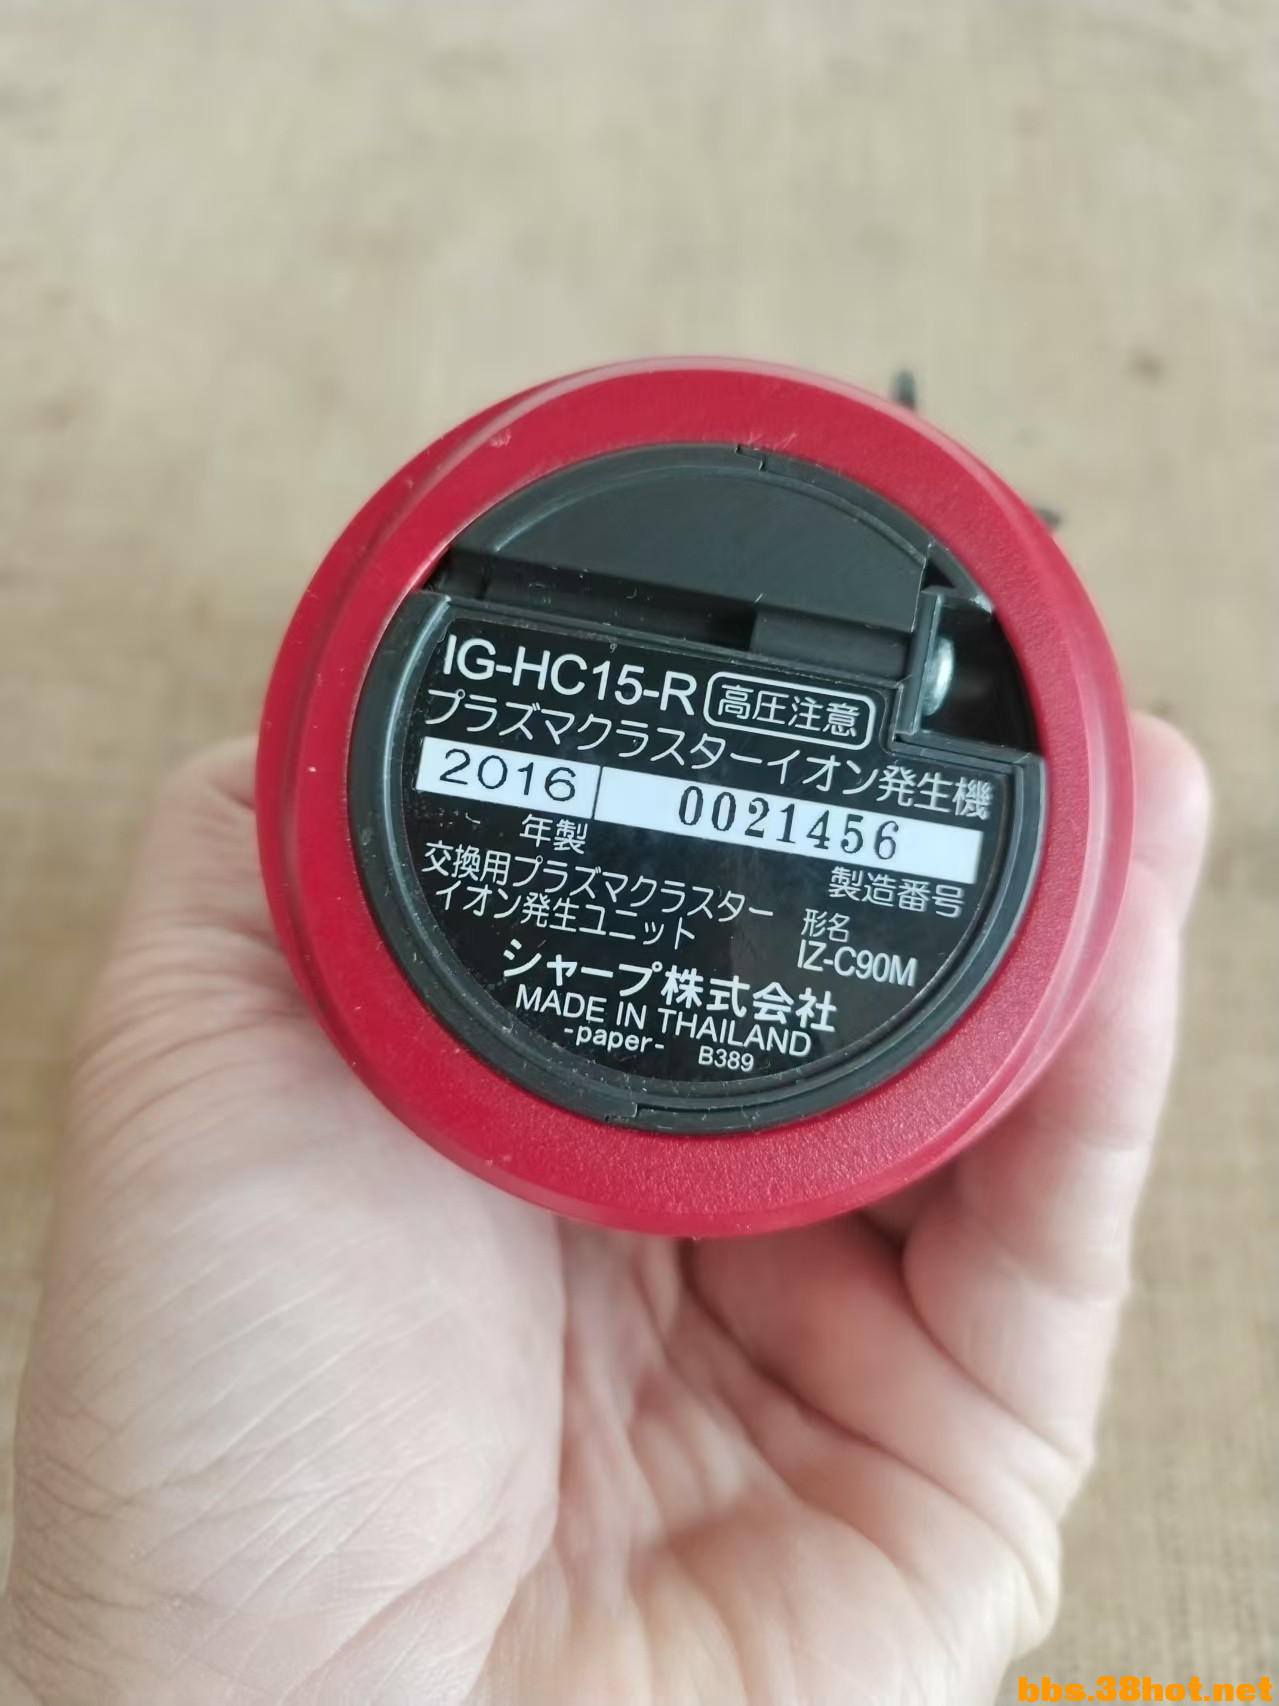 IG-HC15-R 高圧注意
プラズマクラスターイオン発生機
2016 0021456
年製 製造番号
交換用プラズマクラスター
イオン発生ユニット
形名
IZ-C90M
シャープ株式会社
MADE IN THAILAND
-paper- B389
bbs.38hot.net